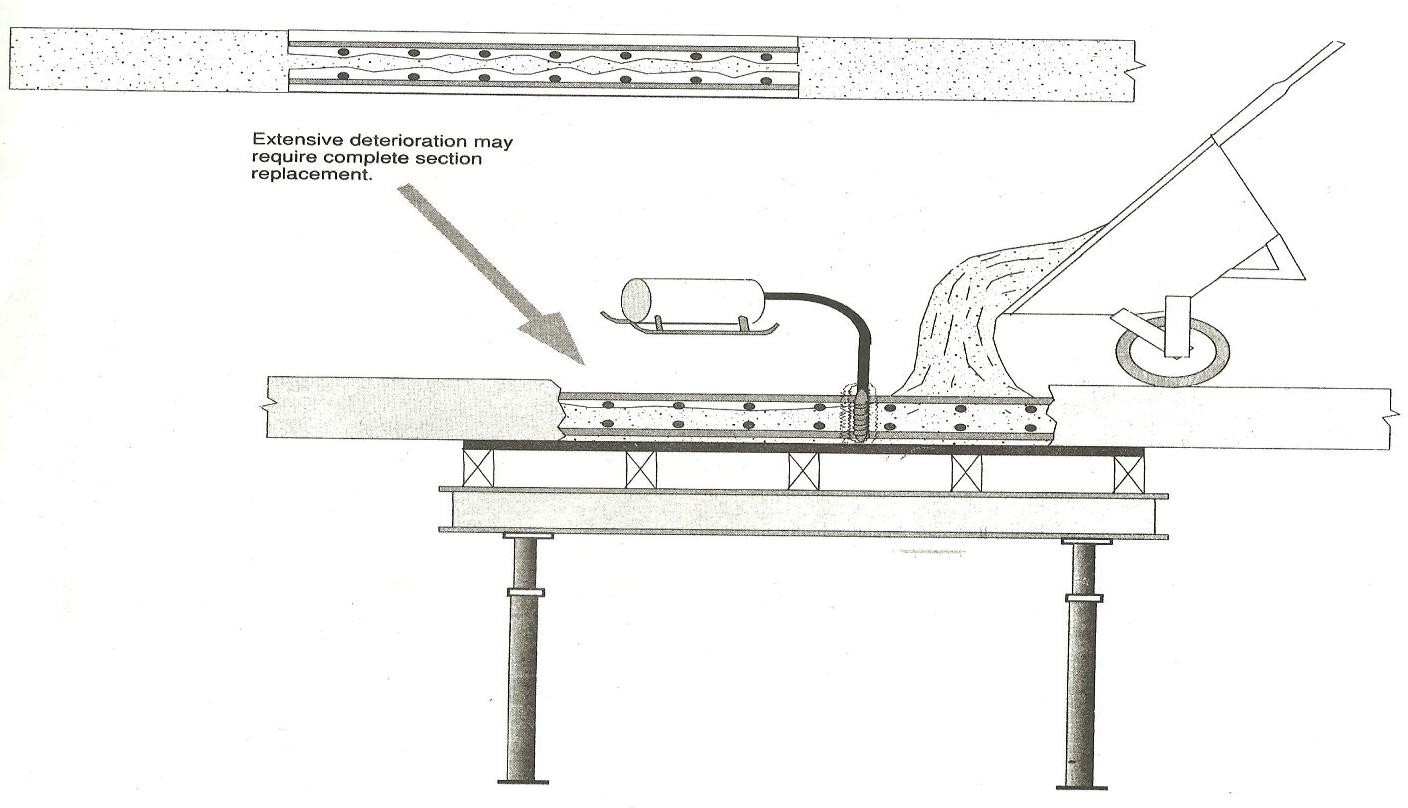 Extensive deterioration may
require complete section
replacement.